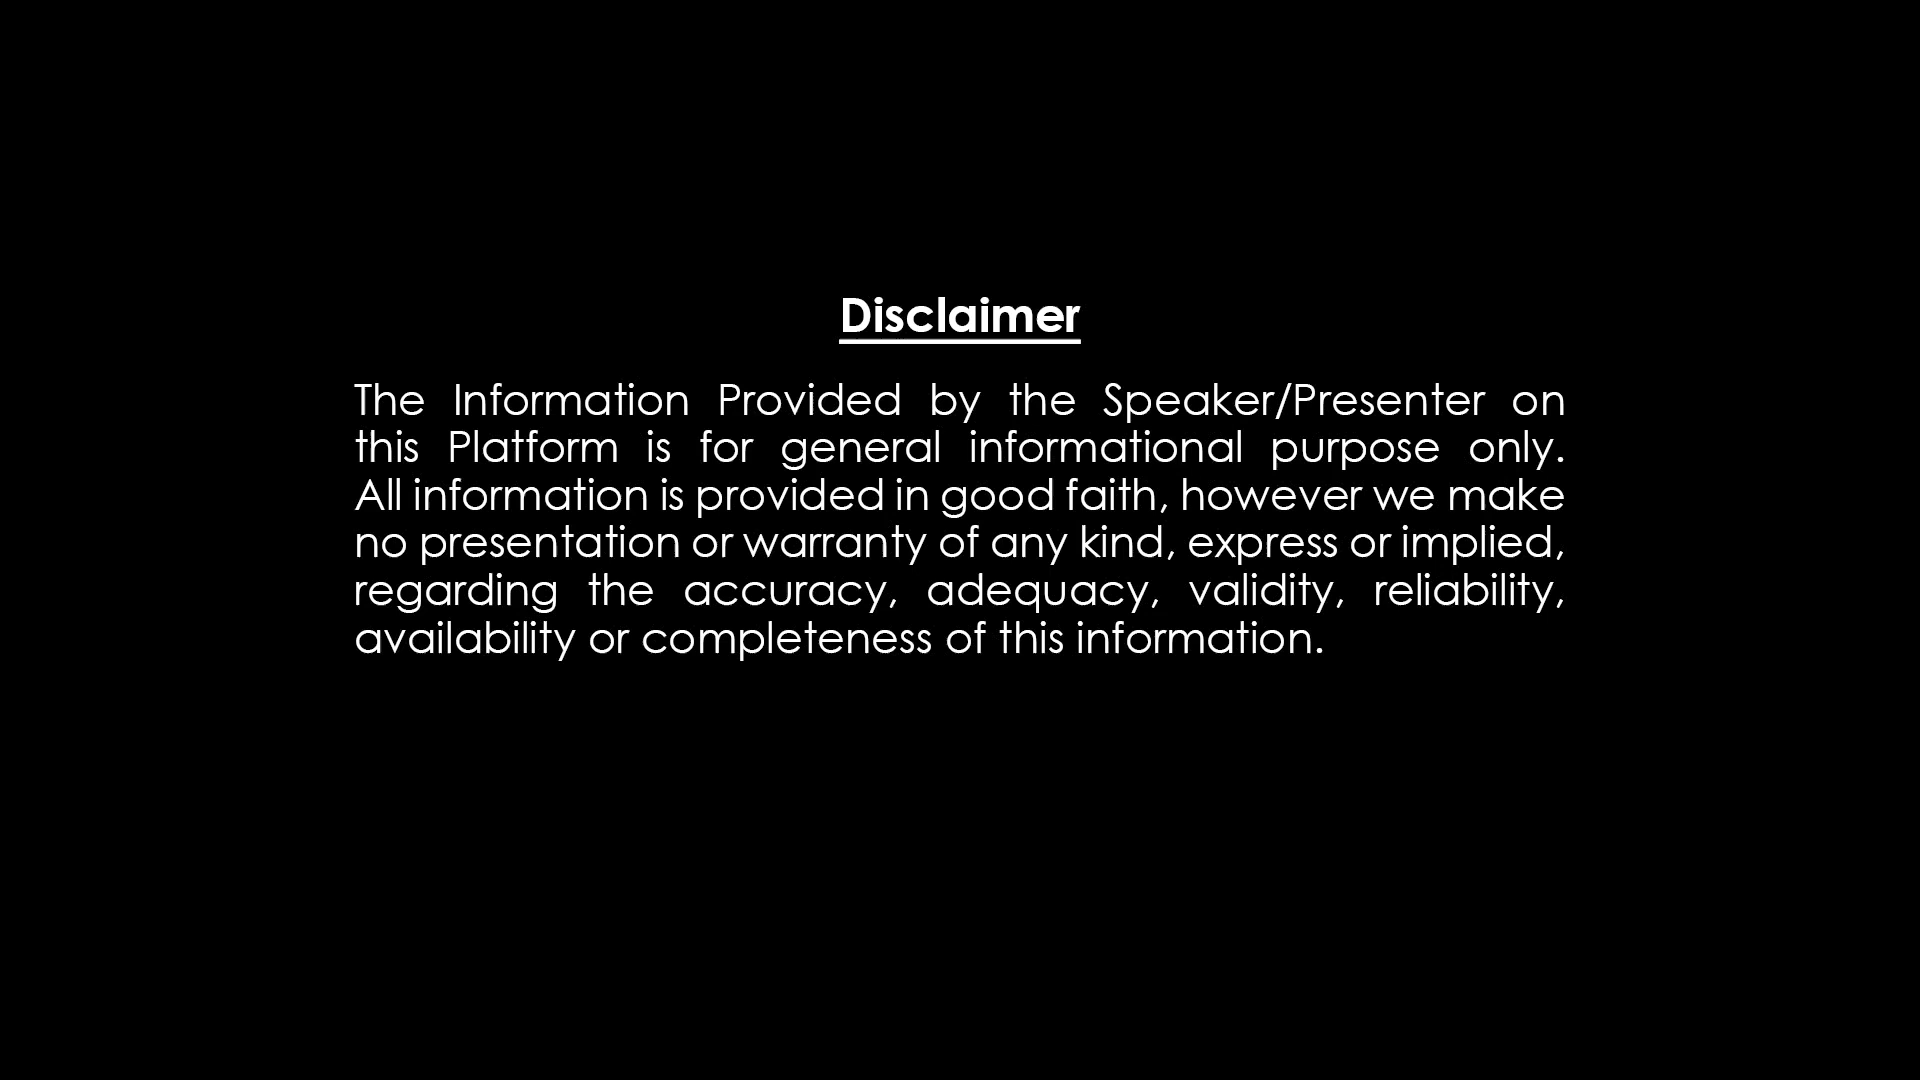 Disclaimer
The Information Provided by the Speaker/Presenter on
this Platform is for general informational purpose only.
All information is provided in good faith, however we make
no presentation or warranty of any kind, express or implied,
regarding the accuracy, adequacy, validity, reliability,
availability or completeness of this information.